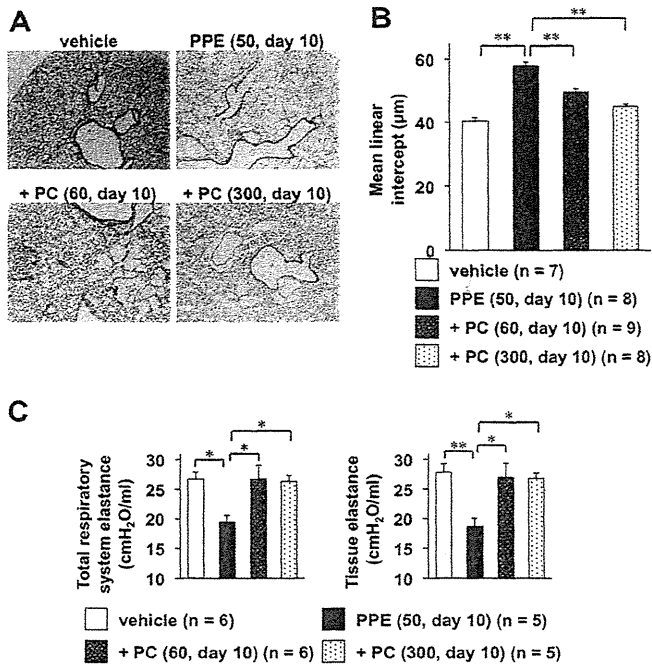 A
vehicle
PPE (50, day 10)
+ PC (60, day 10)
+ PC (300, day 10)
B
**
** **
Mean linear
intercept (μm)
60
40
20
0
vehicle (n = 7)
PPE (50, day 10) (n = 8)
+ PC (60, day 10) (n = 9)
+ PC (300, day 10) (n = 8)
C
*
* *
Total respiratory
system elastance
(cmH₂O/ml)
30
25
20
15
10
*
** *
Tissue elastance
(cmH₂O/ml)
30
25
20
15
10
vehicle (n = 6)
PPE (50, day 10) (n = 5)
+ PC (60, day 10) (n = 6)
+ PC (300, day 10) (n = 5)